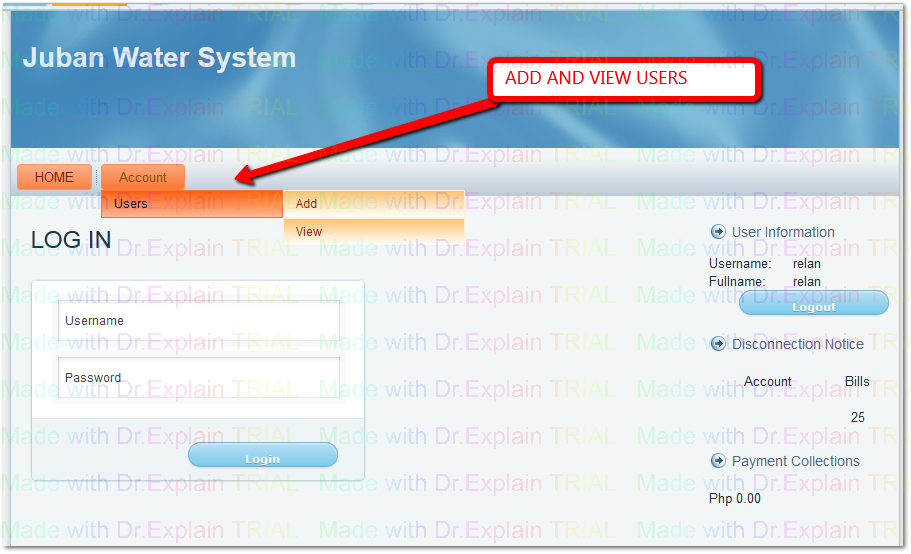 Juban Water System
ADD AND VIEW USERS
HOME
Account
Users
Add
View
LOG IN
Username
Password
Login
User Information
Username: relan
Fullname: relan
Logout
Disconnection Notice
Account Bills
25
Payment Collections
Php 0.00
Made with Dr.Explain TRIAL